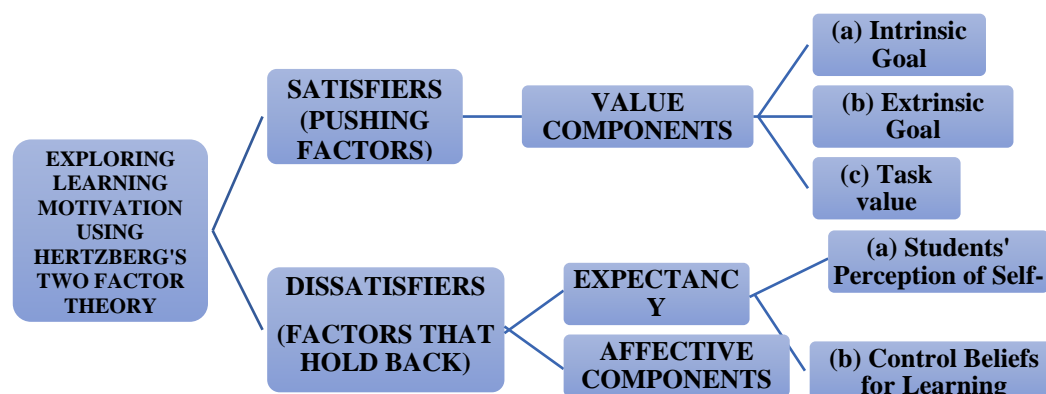 EXPLORING
LEARNING
MOTIVATION
USING
HERTZBERG'S
TWO FACTOR
THEORY
SATISFIERS
(PUSHING
FACTORS)
VALUE
COMPONENTS
(a) Intrinsic
Goal
(b) Extrinsic
Goal
(c) Task
value
DISSATISFIERS
(FACTORS THAT
HOLD BACK)
EXPECTANC
Y
AFFECTIVE
COMPONENTS
(a) Students'
Perception of Self-
(b) Control Beliefs
for Learning